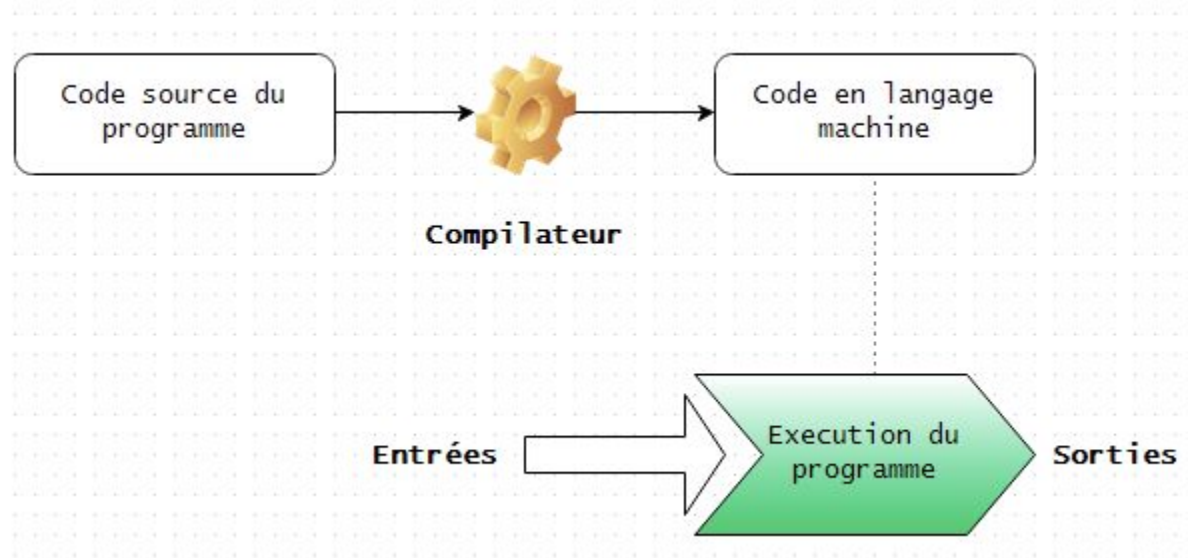 Code source du
programme
Code en langage
machine
Compilateur
Entrées
Execution du
programme
Sorties